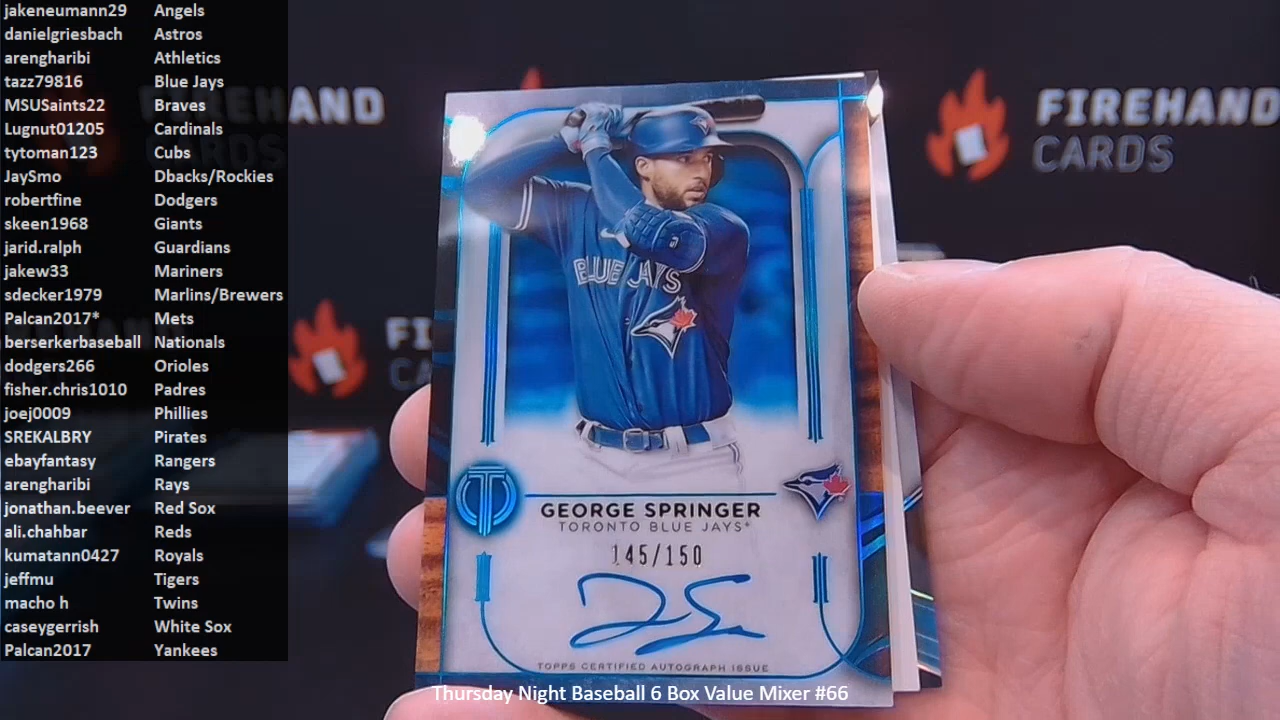 jakeneumann29 Angels
danielgriesbach Astros
arengharibi Athletics
tazz79816 Blue Jays
MSUSaints22 Braves
Lugnut01205 Cardinals
tytoman123 Cubs
JaySmo Dbacks/Rockies
robertfine Dodgers
skeen1968 Giants
jarid.ralph Guardians
jakew33 Mariners
sdecker1979 Marlins/Brewers
Palcan2017* Mets
berserkerbaseball Nationals
dodgers266 Orioles
fisher.chris1010 Padres
joej0009 Phillies
SREKALBRY Pirates
ebayfantasy Rangers
arengharibi Rays
jonathan.beever Red Sox
ali.chahbar Reds
kumatann0427 Royals
jeffmu Tigers
macho h Twins
caseygerrish White Sox
Palcan2017 Yankees
FIREHAND
CARDS
BLUE JAYS
GEORGE SPRINGER
TORONTO BLUE JAYS*
145/150
TOPPS CERTIFIED AUTOGRAPH ISSUE
Thursday Night Baseball 6 Box Value Mixer #66